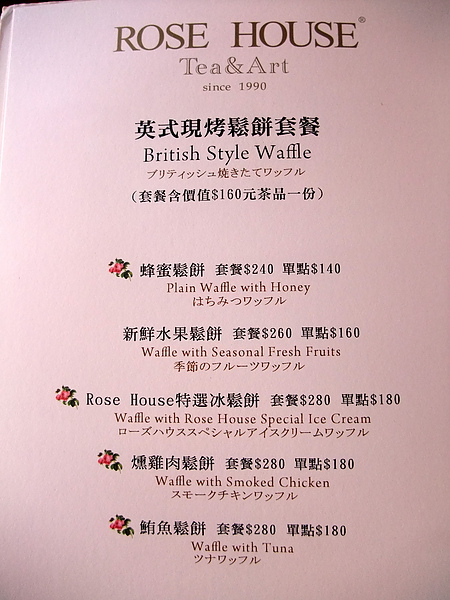 ROSE HOUSE®
Tea&Art
since 1990
英式現烤鬆餅套餐
British Style Waffle
ブリティッシュ焼きたてワッフル
(套餐含價值$160元茶品一份)
蜂蜜鬆餅 套餐$240 單點$140
Plain Waffle with Honey
はちみつワッフル
新鮮水果鬆餅 套餐$260 單點$160
Waffle with Seasonal Fresh Fruits
季節のフルーツワッフル
Rose House特選冰鬆餅 套餐$280 單點$180
Waffle with Rose House Special Ice Cream
ローズハウススペシャルアイスクリームワッフル
燻雞肉鬆餅 套餐$280 單點$180
Waffle with Smoked Chicken
スモークチキンワッフル
鮪魚鬆餅 套餐$280 單點$180
Waffle with Tuna
ツナワッフル